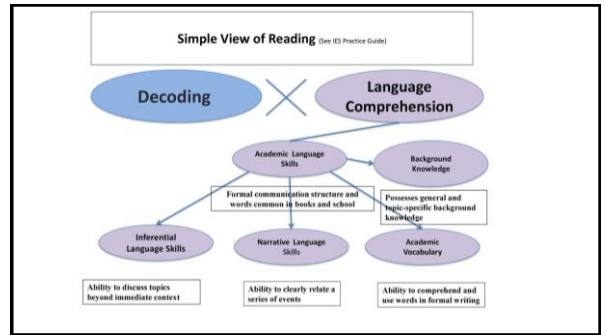 Simple View of Reading (See IES Practice Guide)
Decoding
Language
Comprehension
Academic Language
Skills
Background
Knowledge
Formal communication structure and
words common in books and school
Possesses general and
topic-specific background
knowledge
Inferential
Language Skills
Narrative Language
Skills
Academic
Vocabulary
Ability to discuss topics
beyond immediate context
Ability to clearly relate a
series of events
Ability to comprehend and
use words in formal writing